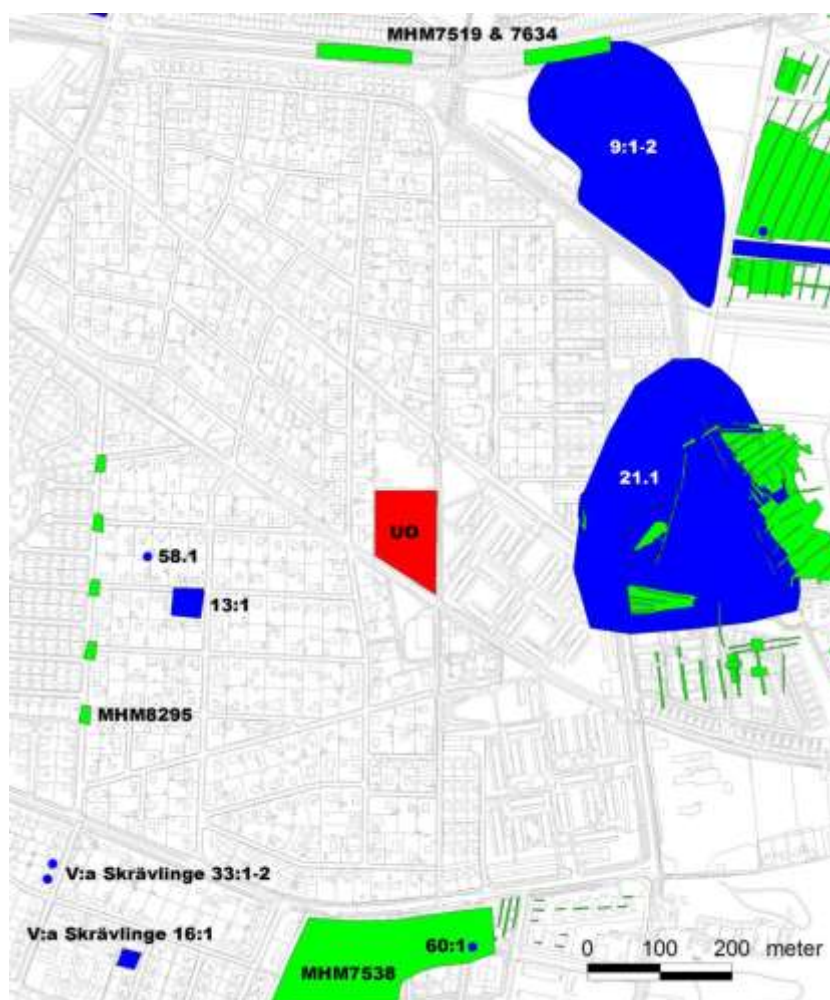 MHM7519 & 7634
9:1-2
21.1
UO
58.1
13:1
MHM8295
V:a Skrävlinge 33:1-2
V:a Skrävlinge 16:1
60:1
MHM7538
0 100 200 meter